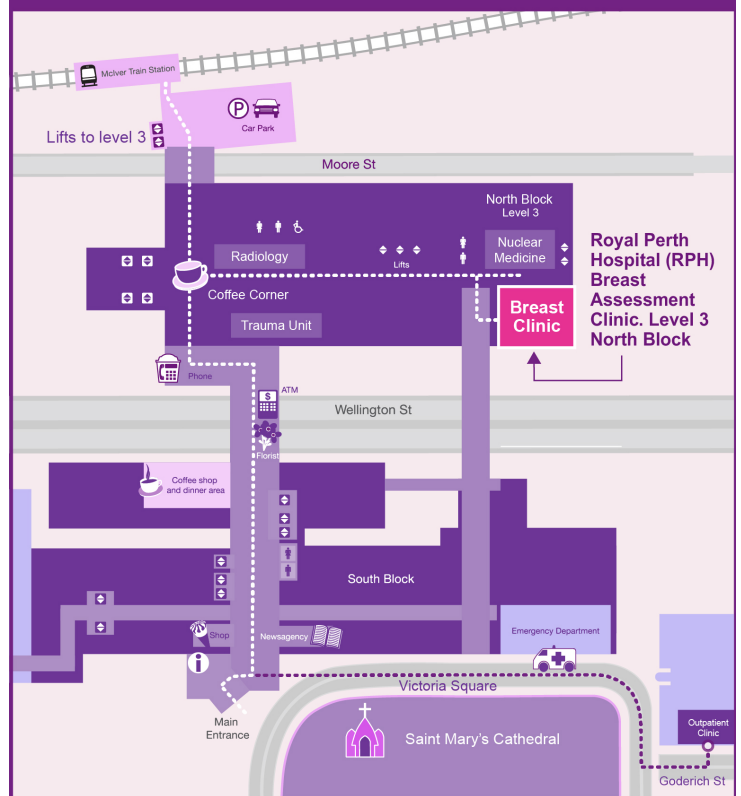 McIver Train Station
P
Car Park
Lifts to level 3
Moore St
North Block
Level 3
Radiology
Lifts
Nuclear
Medicine
Royal Perth
Hospital (RPH)
Breast
Assessment
Clinic. Level 3
North Block
Coffee Corner
Breast
Clinic
Trauma Unit
Phone
$
ATM
Wellington St
Florist
Coffee shop
and dinner area
South Block
Shop
Newsagency
Emergency Department
i
Victoria Square
Main
Entrance
Saint Mary's Cathedral
Outpatient
Clinic
Goderich St